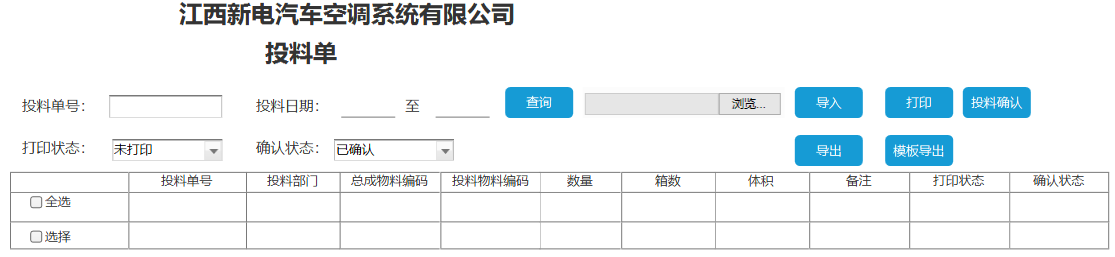 江西新电汽车空调系统有限公司
投料单
投料单号： 投料日期： 至 查询 浏览... 导入 打印 投料确认
打印状态： 未打印 确认状态： 已确认 导出 模板导出
投料单号 投料部门 总成物料编码 投料物料编码 数量 箱数 体积 备注 打印状态 确认状态
全选
选择